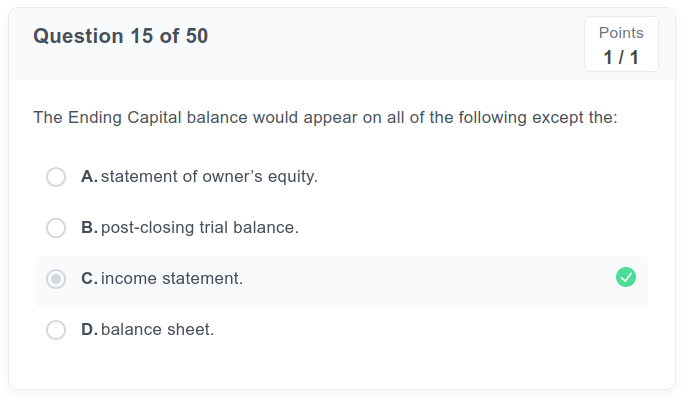 Question 15 of 50
Points
1 / 1
The Ending Capital balance would appear on all of the following except the:
A. statement of owner’s equity.
B. post-closing trial balance.
C. income statement.
D. balance sheet.